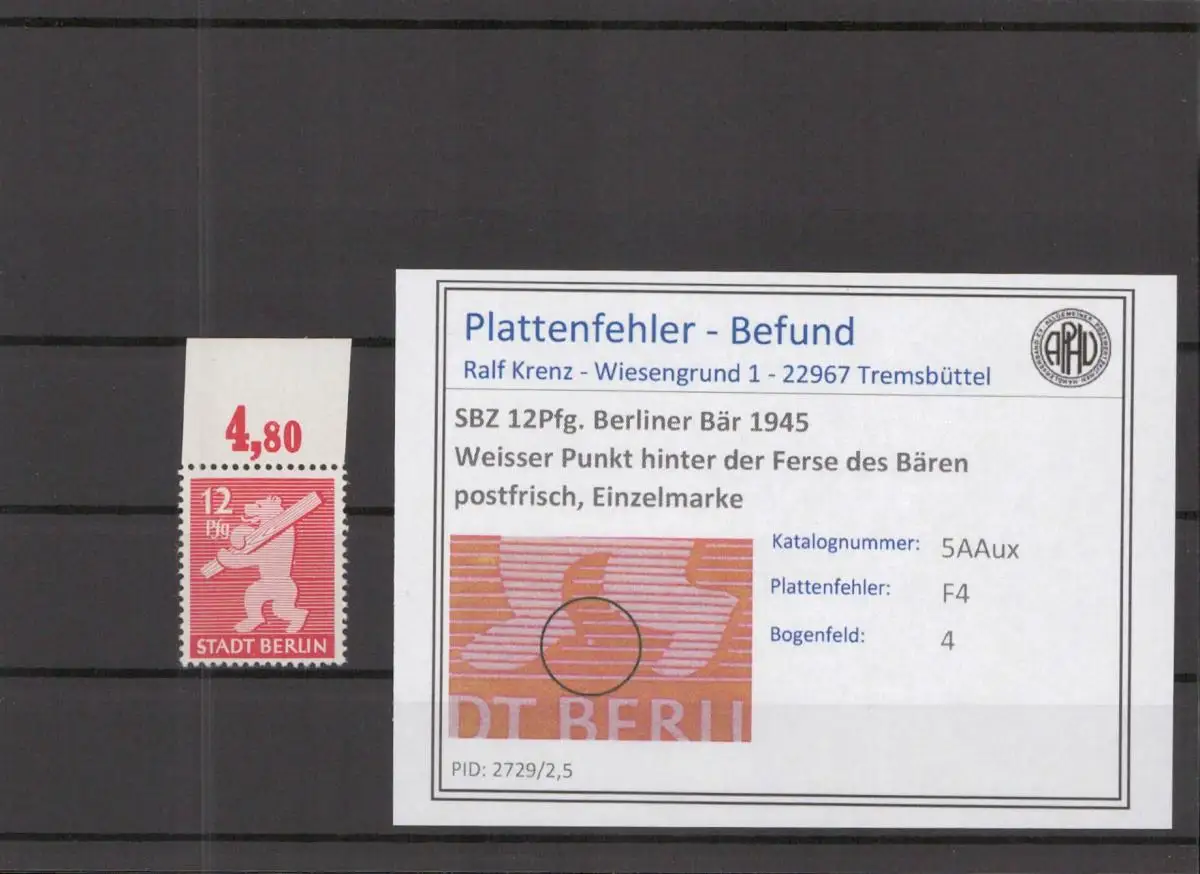 4,80
12
Pfg
STADT BERLIN
Plattenfehler - Befund
Ralf Krenz - Wiesengrund 1 - 22967 Tremsbüttel
APHV
SBZ 12Pfg. Berliner Bär 1945
Weisser Punkt hinter der Ferse des Bären
postfrisch, Einzelmarke
Katalognummer: 5AAux
Plattenfehler: F4
Bogenfeld: 4
DT BERLI
PID: 2729/2,5